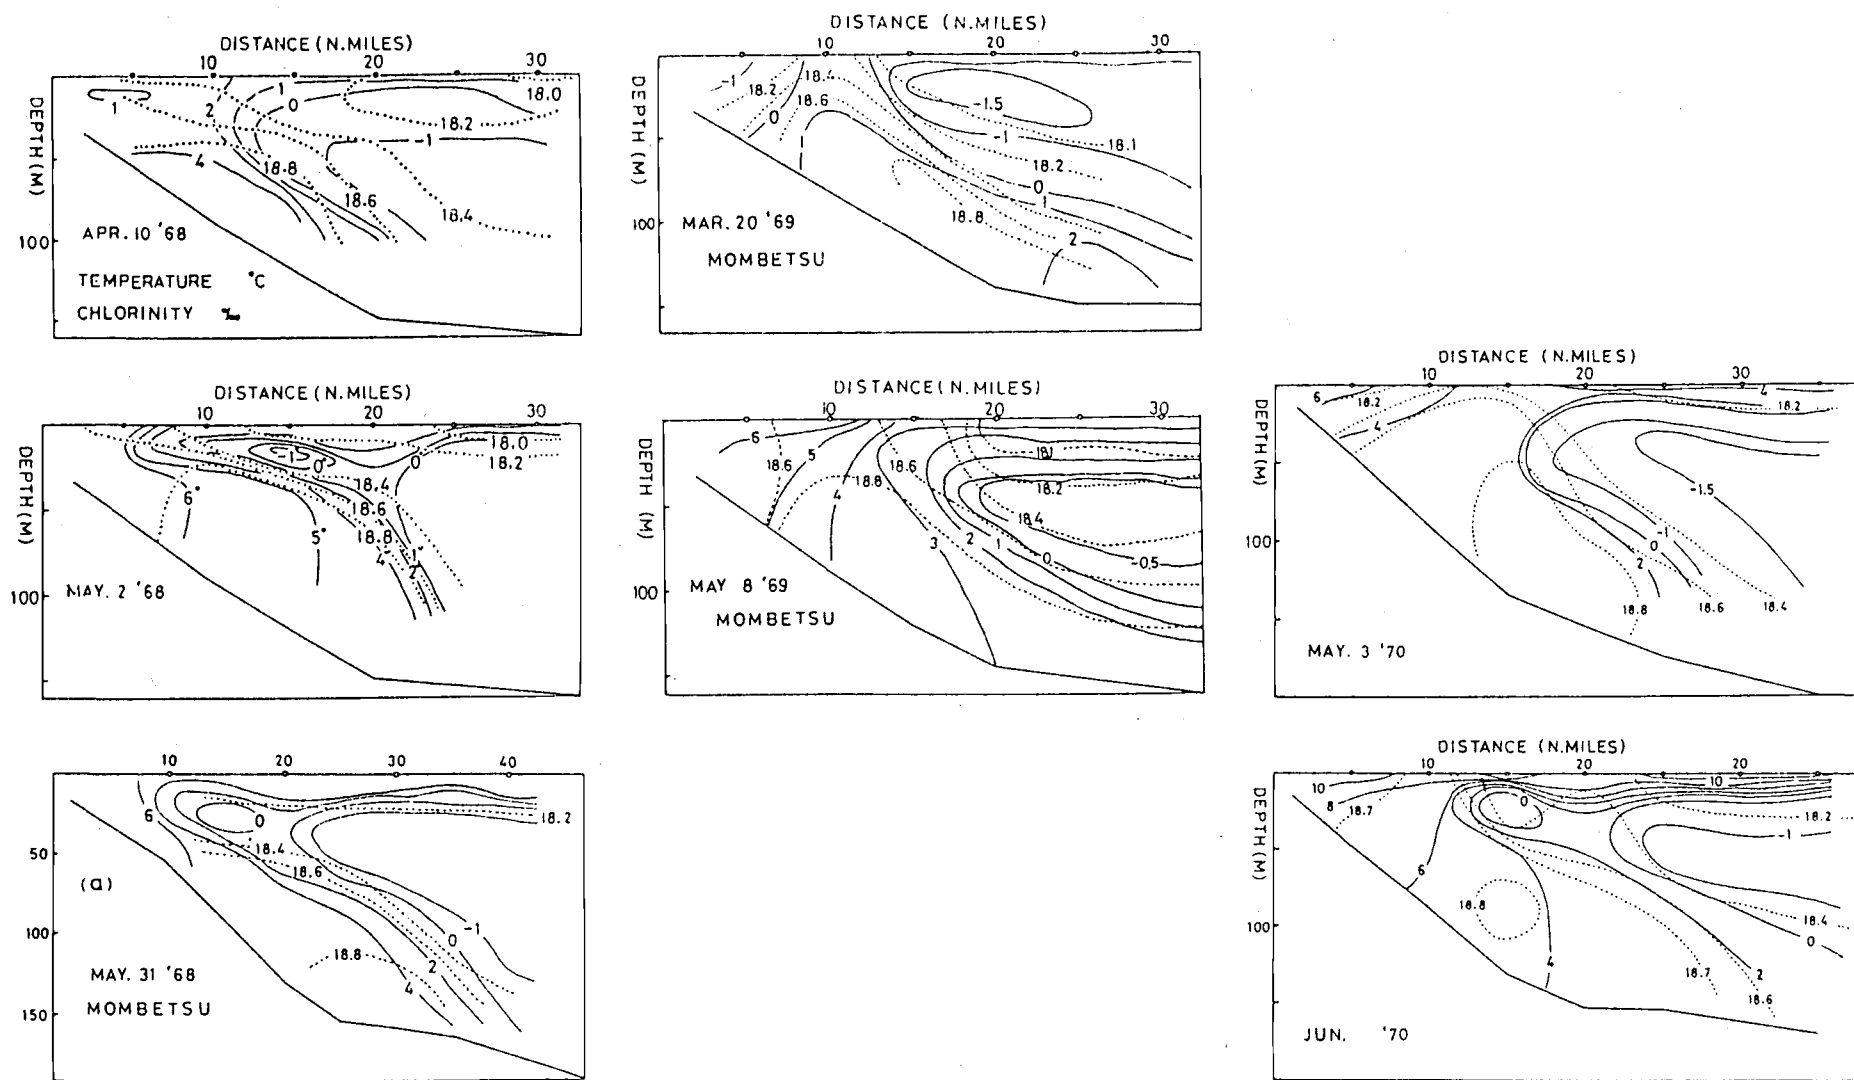 DISTANCE (N.MILES)
10 20 30
DEPTH (M)
100
1 2 1 0 18.0
18.2
-1
4 18.8
18.6
18.4
APR. 10 '68
TEMPERATURE °C
CHLORINITY ‰
DISTANCE (N.MILES)
10 20 30
DEPTH (M)
100
-1 18.4
18.2 18.6
0
-1.5
-1 18.1
18.2
0
1
18.8
2
MAR. 20 '69
MOMBETSU
DISTANCE (N.MILES)
10 20 30
DEPTH (M)
100
-1 0° 0 18.0
18.2
18.4
6° 18.6
5° 18.8
4 1°
2°
MAY. 2 '68
DISTANCE (N.MILES)
10 20 30
DEPTH (M)
100
6 5
18.6 18.6 18.1
4 18.8 18.2
18.4
3 2 1 0 -0.5
MAY 8 '69
MOMBETSU
DISTANCE (N.MILES)
10 20 30
DEPTH (M)
100
6 18.2 4
4 18.2
-1.5
-1
0
2
18.8 18.6 18.4
MAY. 3 '70
10 20 30 40
50
100
150
6 0 18.2
18.4
18.6
-1
0
18.8 2
4
(a)
MAY. 31 '68
MOMBETSU
DISTANCE (N.MILES)
10 20 20
DEPTH (M)
100
10 0 10
8 18.7 18.2
-1
6
18.8
18.4
0
4 18.7 2
18.6
JUN. '70